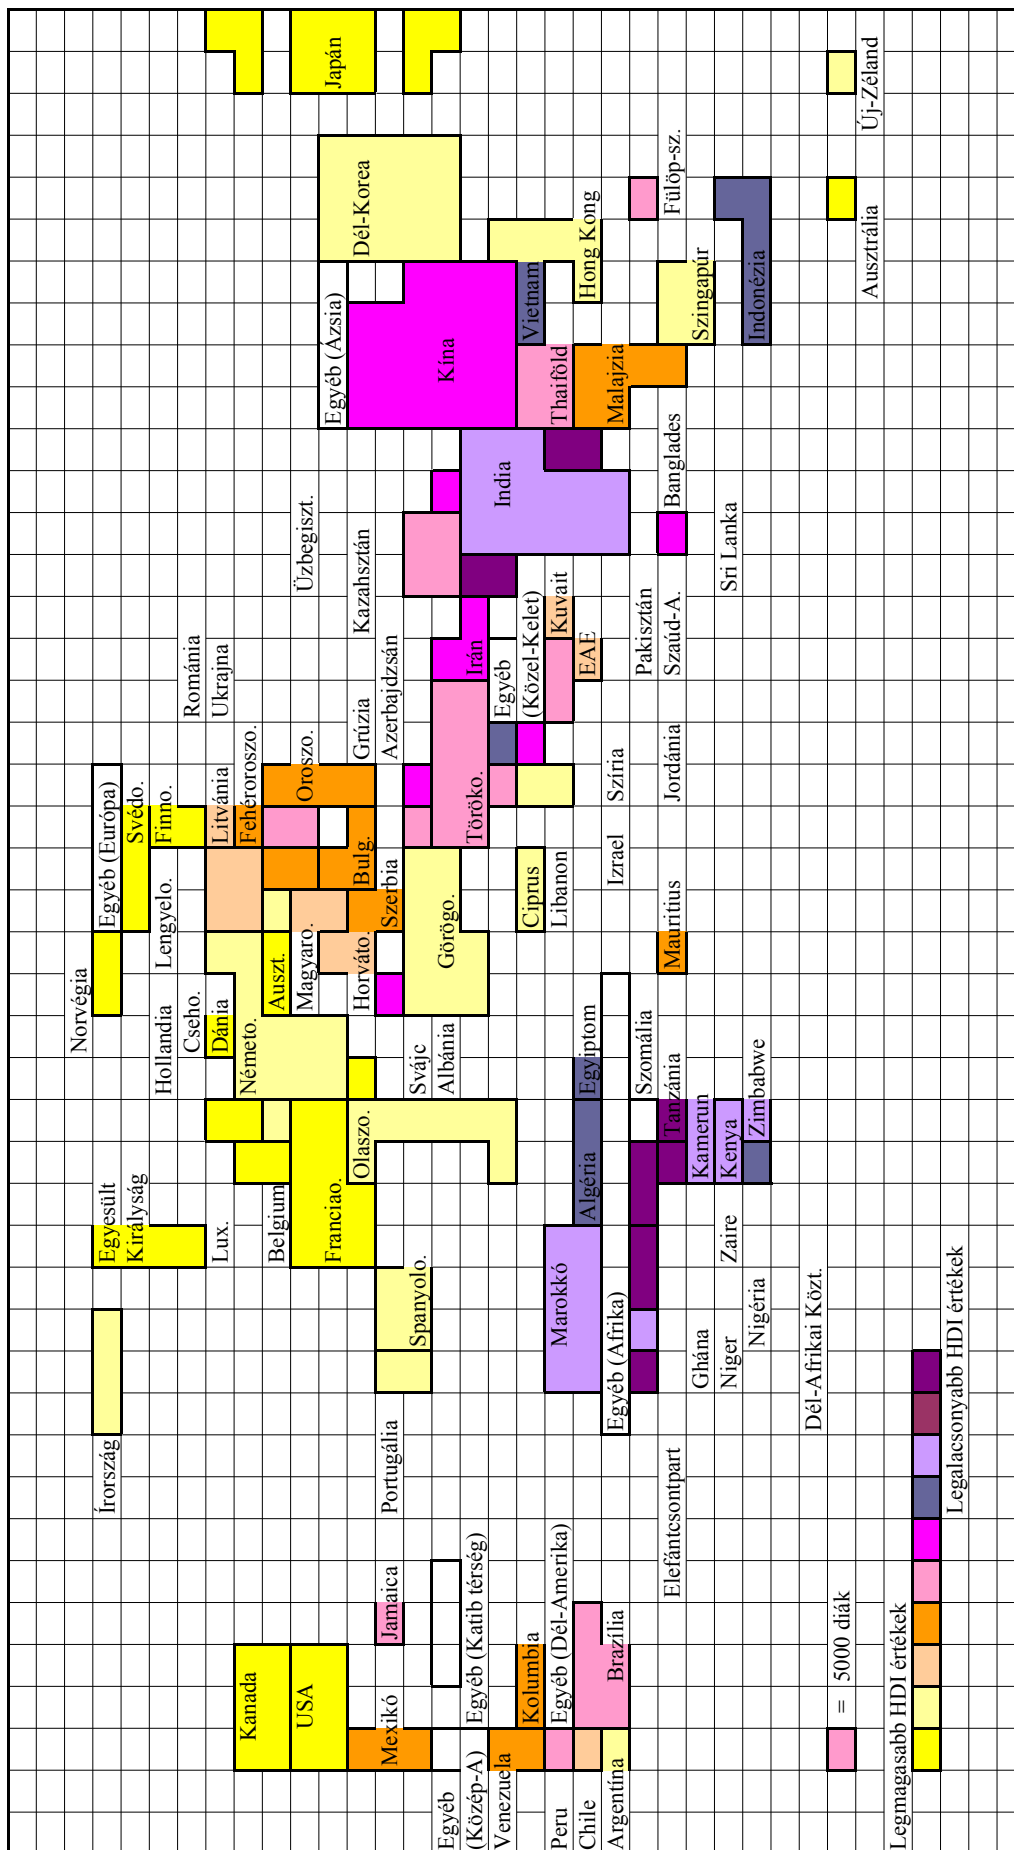 Japán
Új-Zéland
Dél-Korea
Fülöp-sz.
Ausztrália
Hong Kong
Egyéb (Ázsia)
Kína
Vietnam
Szingapúr
Indonézia
Thaiföld
Malajzia
India
Banglades
Sri Lanka
Üzbegiszt.
Kazahsztán
Kuvait
Pakisztán
Szaúd-A.
Románia
Ukrajna
Azerbajdzsán
Grúzia
Irán
Egyéb
(Közel-Kelet)
EAE
Egyéb (Európa)
Svédo.
Finno.
Litvánia
Fehéroroszo.
Oroszo.
Töröko.
Szíria
Jordánia
Norvégia
Lengyelo.
Bulg.
Szerbia
Magyaro.
Horváto.
Auszt.
Görögo.
Ciprus
Libanon
Izrael
Mauritius
Hollandia
Cseho.
Dánia
Németo.
Svájc
Albánia
Egyiptom
Szomália
Tanzánia
Kamerun
Kenya
Zimbabwe
Egyesült
Királyság
Lux.
Belgium
Franciao.
Olaszo.
Algéria
Zaire
Spanyolo.
Marokkó
Egyéb (Afrika)
Ghána
Niger
Nigéria
Dél-Afrikai Közt.
Írország
Portugália
Elefántcsontpart
Kanada
USA
Mexikó
Jamaica
Egyéb
(Közép-A)
Egyéb (Katib térség)
Venezuela
Kolumbia
Egyéb (Dél-Amerika)
Peru
Chile
Argentína
Brazília
= 5000 diák
Legmagasabb HDI értékek
Legalacsonyabb HDI értékek